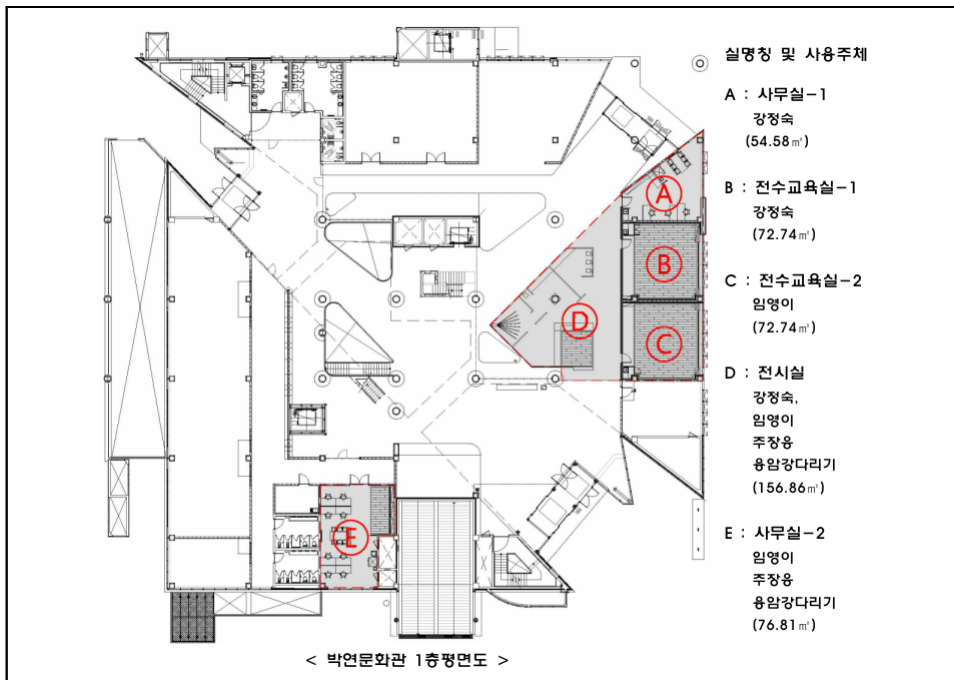 실명칭 및 사용주체
A : 사무실-1
강정숙
(54.58㎡)
B : 전수교육실-1
강정숙
(72.74㎡)
C : 전수교육실-2
임영이
(72.74㎡)
D : 전시실
강정숙,
임영이
주장용
용암강다리기
(156.86㎡)
E : 사무실-2
임영이
주장용
용암강다리기
(76.81㎡)
A
B
C
D
E
< 박연문화관 1층평면도 >